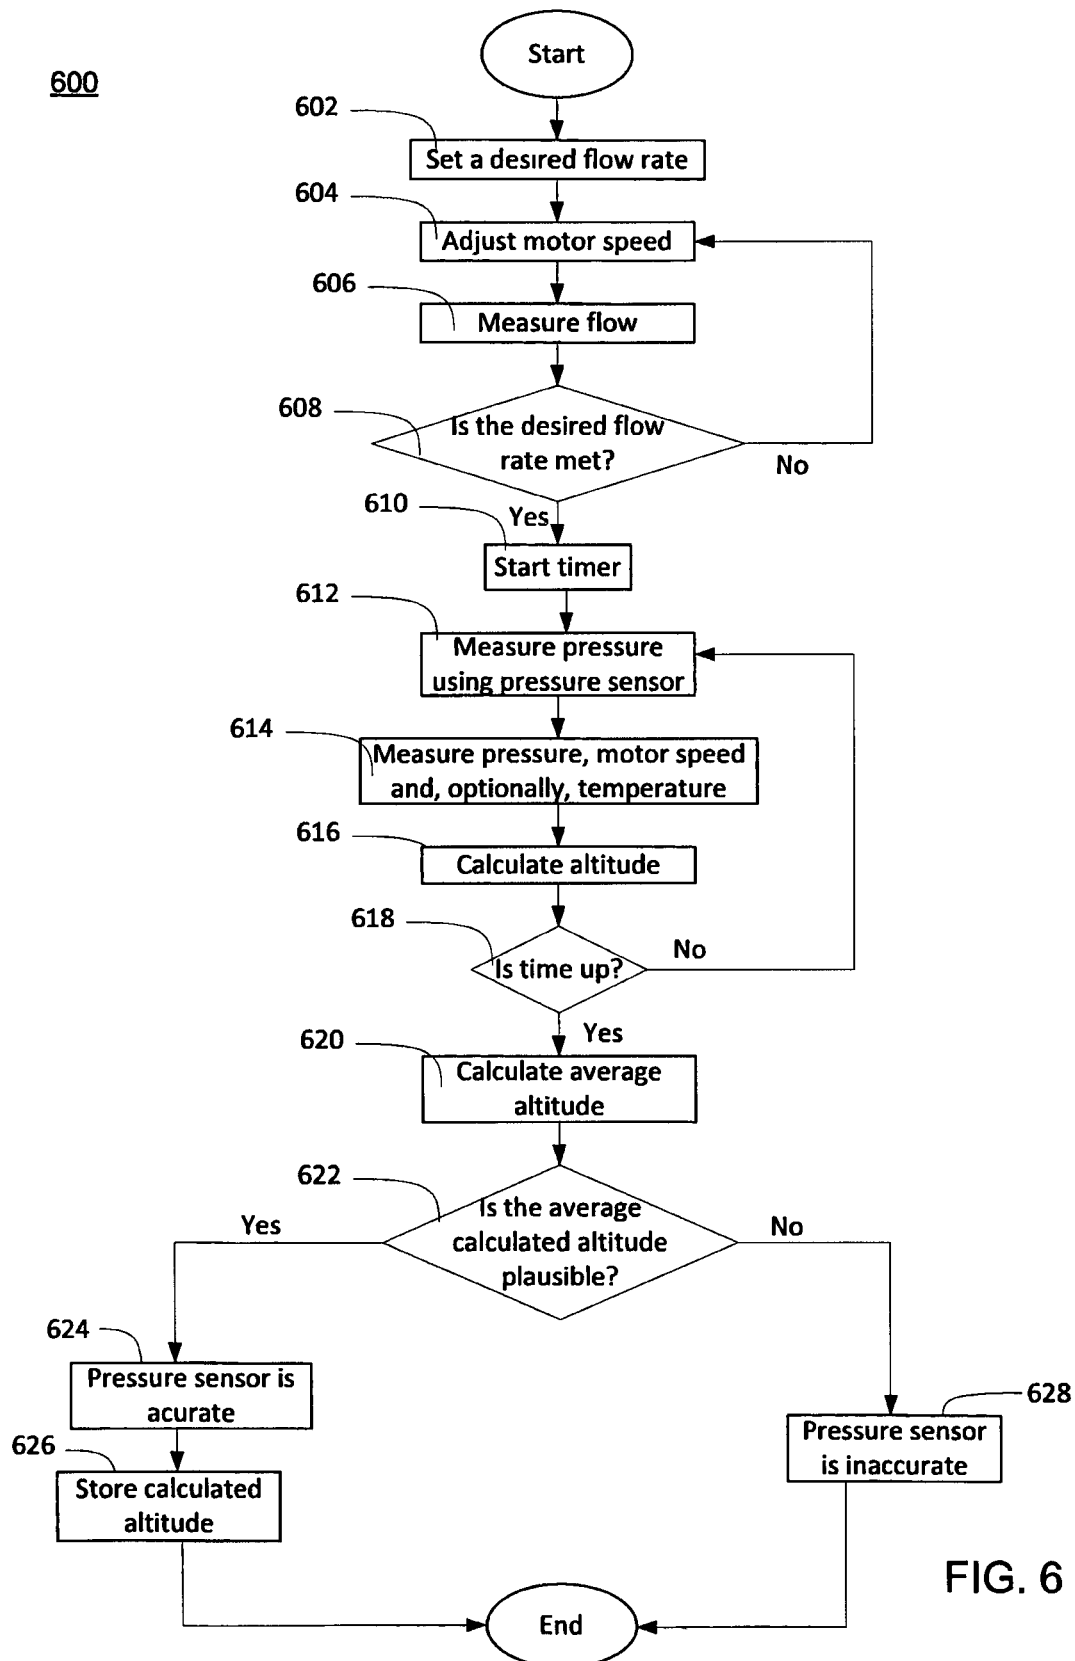 Start
600
602
Set a desired flow rate
604
Adjust motor speed
606
Measure flow
608
Is the desired flow
rate met?
No
610
Yes
Start timer
612
Measure pressure
using pressure sensor
614
Measure pressure, motor speed
and, optionally, temperature
616
Calculate altitude
618
Is time up?
No
Yes
620
Calculate average
altitude
622
Is the average
calculated altitude
plausible?
Yes
No
624
Pressure sensor is
acurate
626
Store calculated
altitude
628
Pressure sensor
is inaccurate
FIG. 6
End